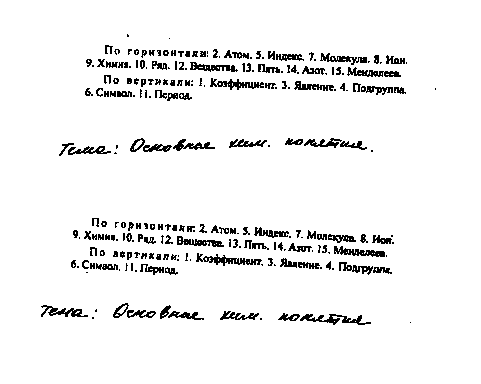 По горизонтали: 2. Атом. 5. Индекс. 7. Молекула. 8. Ион.
9. Химия. 10. Ряд. 12. Вещества. 13. Пять. 14. Азот. 15. Менделеев.
По вертикали: 1. Коэффициент. 3. Явление. 4. Подгруппа.
6. Символ. 11. Период.
Тема: Основные хим. понятия.
По горизонтали: 2. Атом. 5. Индекс. 7. Молекула. 8. Ион.
9. Химия. 10. Ряд. 12. Вещества. 13. Пять. 14. Азот. 15. Менделеев.
По вертикали: 1. Коэффициент. 3. Явление. 4. Подгруппа.
6. Символ. 11. Период.
Тема: Основные хим. понятия